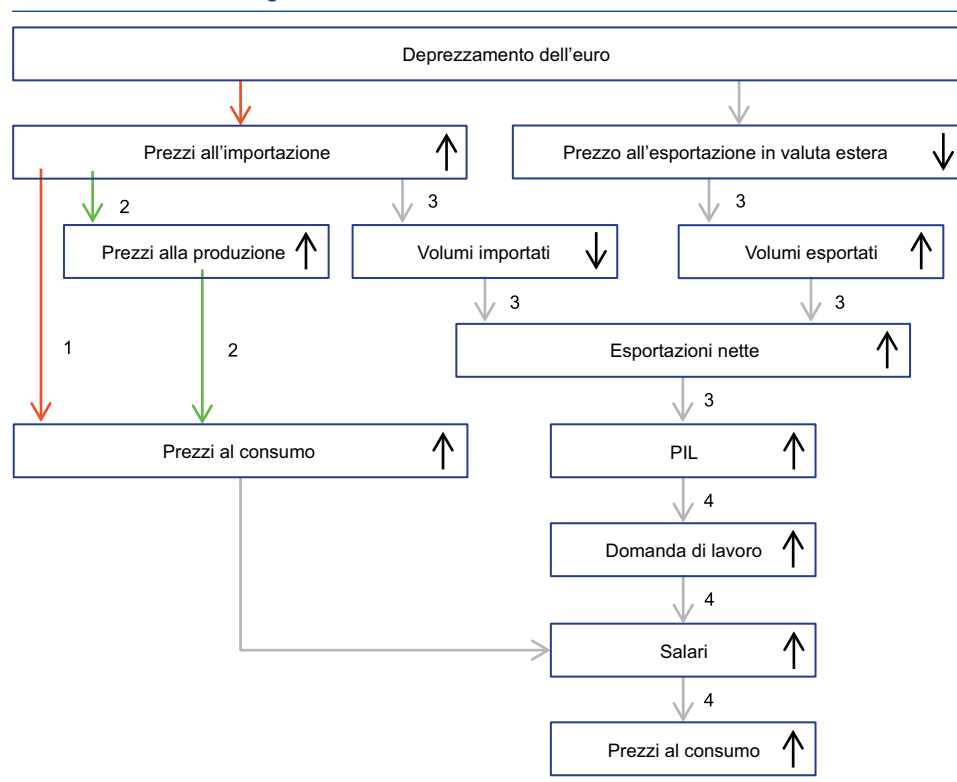 Deprezzamento dell'euro
Prezzi all'importazione
Prezzo all'esportazione in valuta estera
2
3
3
Prezzi alla produzione
Volumi importati
Volumi esportati
3
3
1
2
Esportazioni nette
3
Prezzi al consumo
PIL
4
Domanda di lavoro
4
Salari
4
Prezzi al consumo